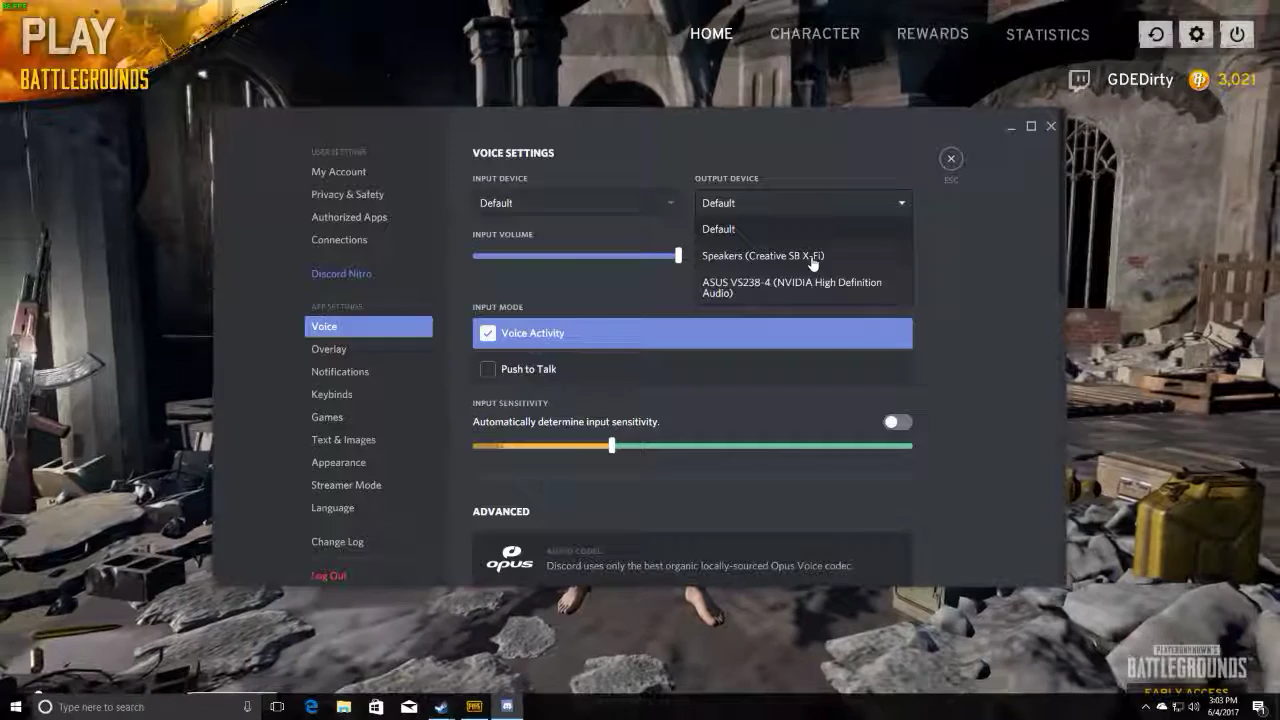 PLAY
BATTLEGROUNDS
HOME
CHARACTER
REWARDS
STATISTICS
GDEDirty
3,021
USER SETTINGS
My Account
Privacy & Safety
Authorized Apps
Connections
Discord Nitro
APP SETTINGS
Voice
Overlay
Notifications
Keybinds
Games
Text & Images
Appearance
Streamer Mode
Language
Change Log
Log Out
VOICE SETTINGS
INPUT DEVICE
Default
INPUT VOLUME
OUTPUT DEVICE
Default
Default
Speakers (Creative SB X-Fi)
ASUS VS238-4 (NVIDIA High Definition
Audio)
ESC
INPUT MODE
Voice Activity
Push to Talk
INPUT SENSITIVITY
Automatically determine input sensitivity.
ADVANCED
opus
AUDIO CODEC
Discord uses only the best organic locally-sourced Opus Voice codec.
PLAYERUNKNOWN'S
BATTLEGROUNDS
EARLY ACCESS
Type here to search
3:03 PM
6/4/2017